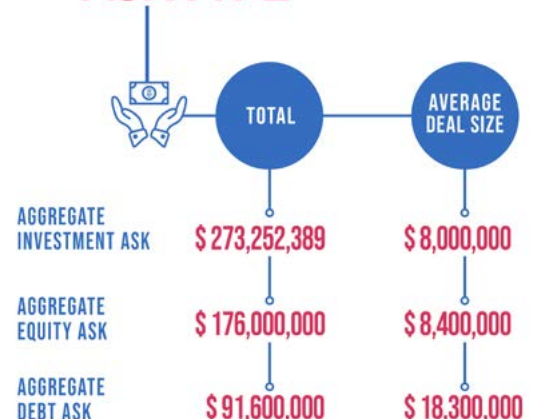 TOTAL
AVERAGE
DEAL SIZE
AGGREGATE
INVESTMENT ASK
$ 273,252,389
$ 8,000,000
AGGREGATE
EQUITY ASK
$ 176,000,000
$ 8,400,000
AGGREGATE
DEBT ASK
$ 91,600,000
$ 18,300,000